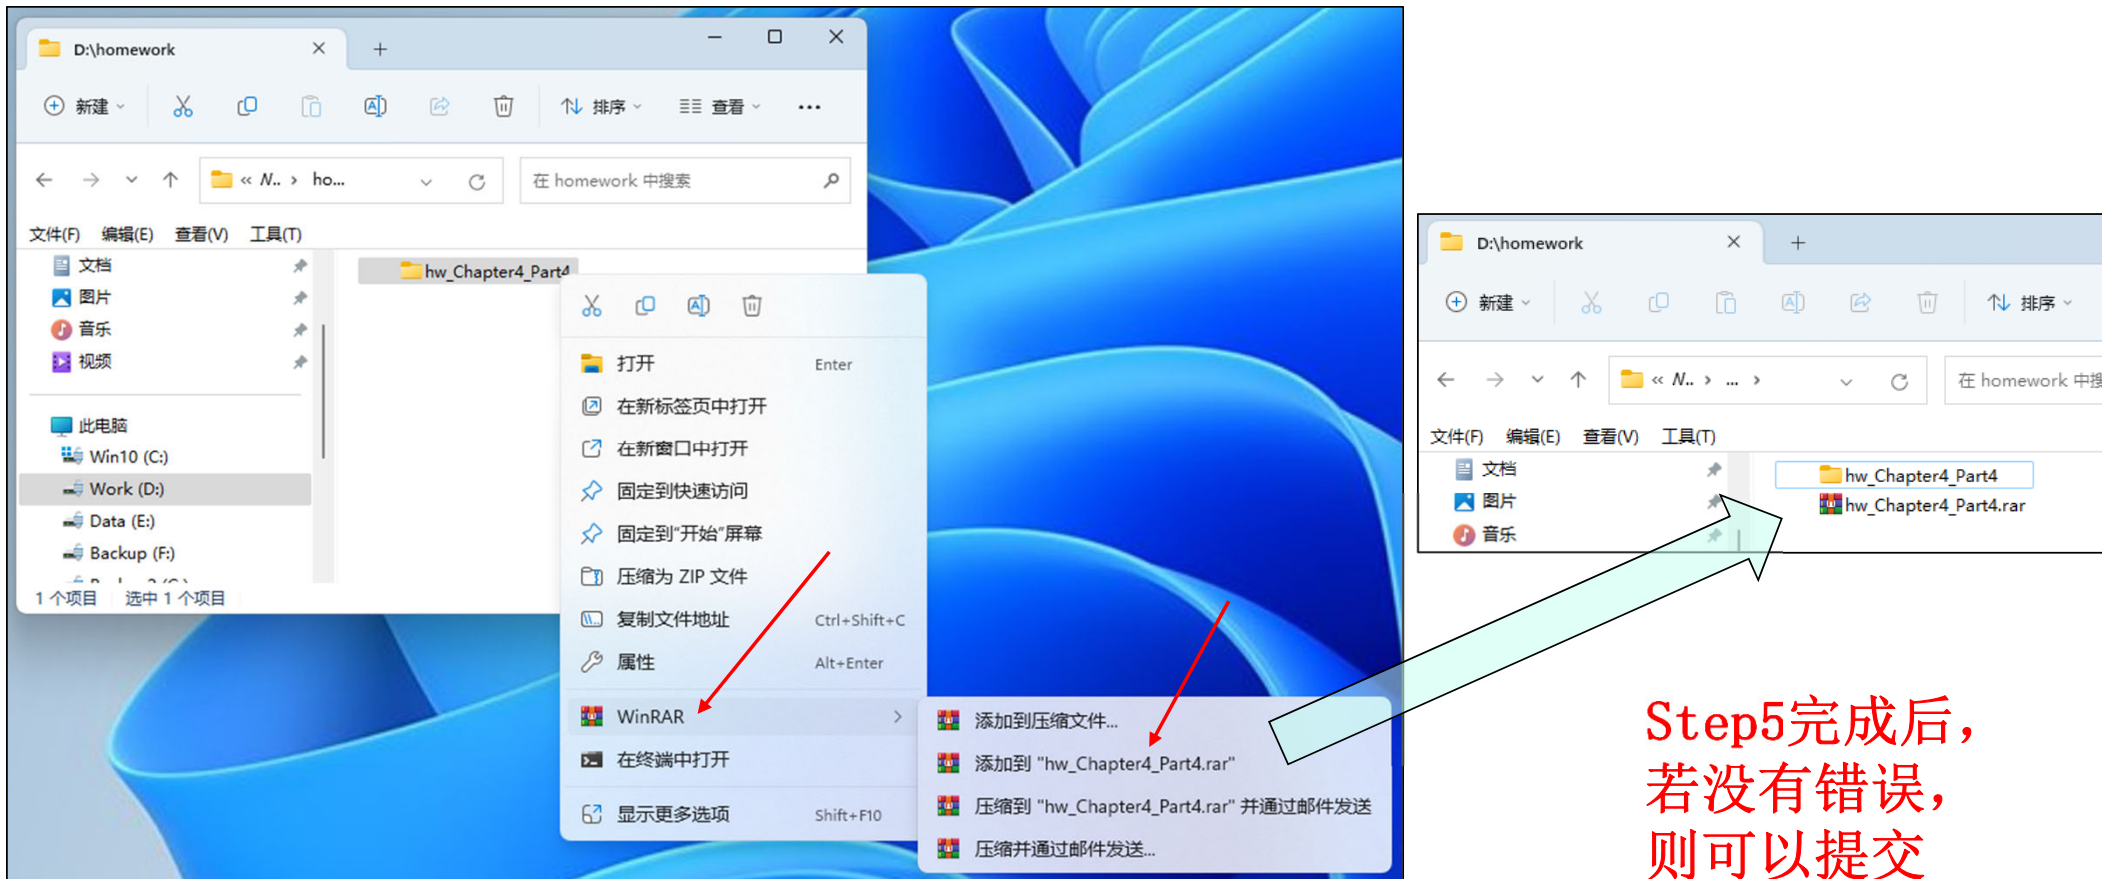 D:\homework
新建
排序
查看
« N.. › ho...
在 homework 中搜索
文件(F) 编辑(E) 查看(V) 工具(T)
文档
图片
音乐
视频
此电脑
Win10 (C:)
Work (D:)
Data (E:)
Backup (F:)
1 个项目 选中 1 个项目
hw_Chapter4_Part4
打开 Enter
在新标签页中打开
在新窗口中打开
固定到快速访问
固定到"开始"屏幕
压缩为 ZIP 文件
复制文件地址 Ctrl+Shift+C
属性 Alt+Enter
WinRAR
在终端中打开
显示更多选项 Shift+F10
添加到压缩文件...
添加到 "hw_Chapter4_Part4.rar"
压缩到 "hw_Chapter4_Part4.rar" 并通过邮件发送
压缩并通过邮件发送...
D:\homework
新建
排序
« N.. › ... ›
在 homework 中搜
文件(F) 编辑(E) 查看(V) 工具(T)
文档
图片
音乐
hw_Chapter4_Part4
hw_Chapter4_Part4.rar
Step5完成后，
若没有错误，
则可以提交